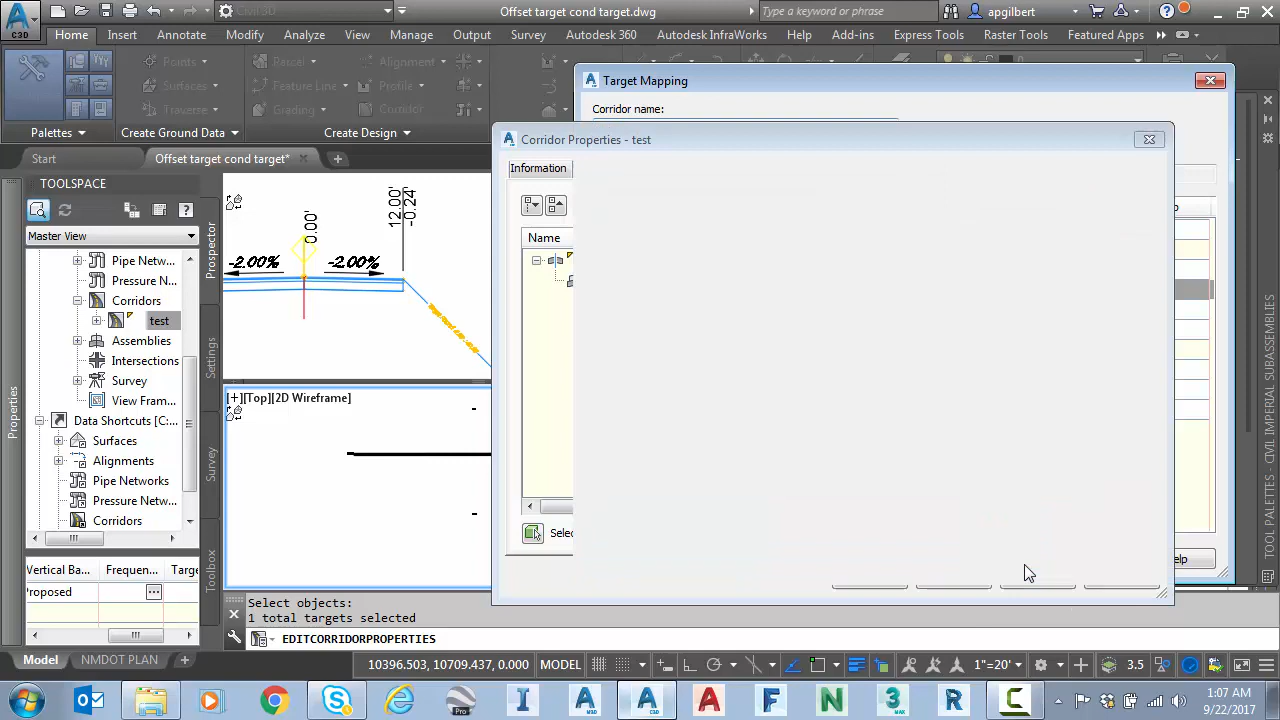 C3D
Civil 3D
Offset target cond target.dwg
Type a keyword or phrase
apgilbert
Home
Insert
Annotate
Modify
Analyze
View
Manage
Output
Survey
Autodesk 360
Autodesk InfraWorks
Help
Add-ins
Express Tools
Raster Tools
Featured Apps
Points
Surfaces
Traverse
Parcel
Feature Line
Grading
Alignment
Profile
Corridor
Palettes
Create Ground Data
Create Design
Target Mapping
Corridor name:
Start
Offset target cond target*
Corridor Properties - test
Information
Name
Selec
elp
TOOLSPACE
Master View
Pipe Netw...
Pressure N...
Corridors
test
Assemblies
Intersections
Survey
View Fram...
Data Shortcuts [C:...
Surfaces
Alignments
Pipe Networks
Pressure Netw...
Corridors
Prospector
Settings
Survey
Toolbox
Properties
Vertical Ba...
Frequen...
Targe
Proposed
0.00'
12.00'
-0.24'
-2.00%
-2.00%
[+][Top][2D Wireframe]
TOOL PALETTES - CIVIL IMPERIAL SUBASSEMBLIES
Select objects:
1 total targets selected
EDITCORRIDORPROPERTIES
Model
NMDOT PLAN
10396.503, 10709.437, 0.000
MODEL
1"=20'
3.5
Pro
1:07 AM
9/22/2017